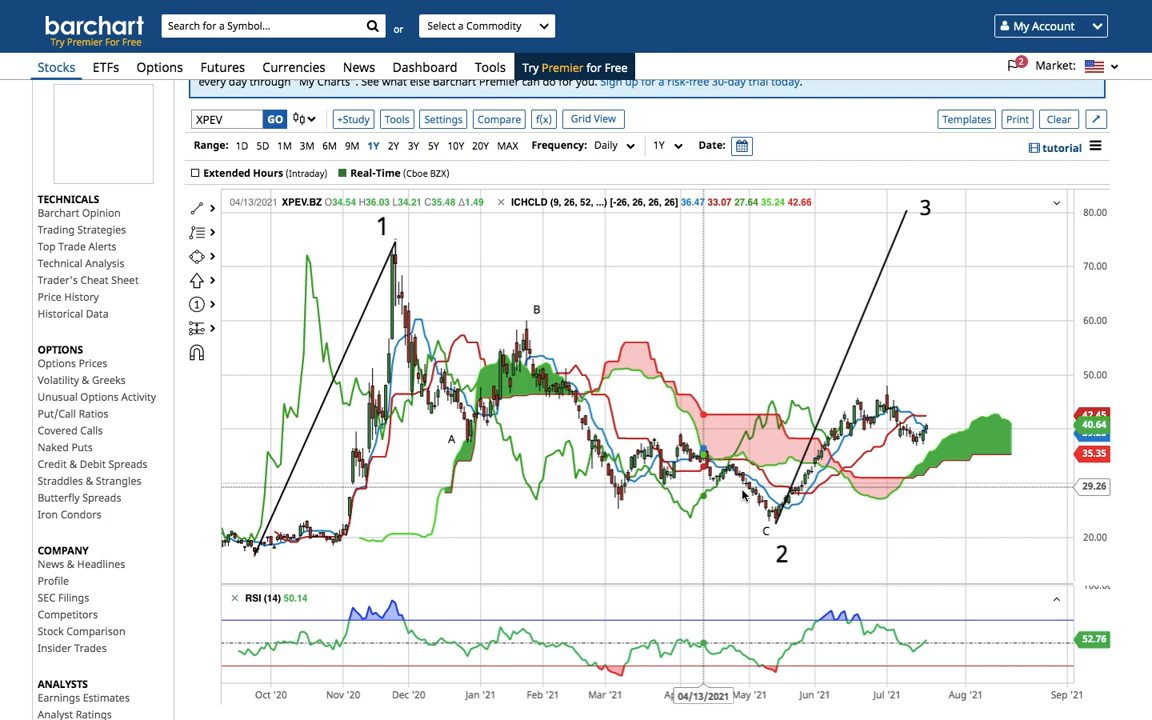 barchart
Try Premier For Free
Search for a Symbol...
or
Select a Commodity
My Account
Stocks ETFs Options Futures Currencies News Dashboard Tools Try Premier for Free
2
Market:
every day through "My Charts". See what else Barchart Premier can do for you. Sign up for a risk-free 30-day trial today.
XPEV GO +Study Tools Settings Compare f(x) Grid View Templates Print Clear
Range: 1D 5D 1M 3M 6M 9M 1Y 2Y 3Y 5Y 10Y 20Y MAX Frequency: Daily 1Y Date:
tutorial
Extended Hours (Intraday) Real-Time (Cboe BZX)
TECHNICALS
Barchart Opinion
Trading Strategies
Top Trade Alerts
Technical Analysis
Trader's Cheat Sheet
Price History
Historical Data
OPTIONS
Options Prices
Volatility & Greeks
Unusual Options Activity
Put/Call Ratios
Covered Calls
Naked Puts
Credit & Debit Spreads
Straddles & Strangles
Butterfly Spreads
Iron Condors
COMPANY
News & Headlines
Profile
SEC Filings
Competitors
Stock Comparison
Insider Trades
ANALYSTS
Earnings Estimates
Analyst Ratings
04/13/2021 XPEV.BZ O34.54 H36.03 L34.21 C35.48 Δ1.49 × ICHCLD (9, 26, 52, ...) [-26, 26, 26, 26] 36.47 33.07 27.64 35.24 42.66
1
3
B
A
C
2
1
80.00
70.00
60.00
50.00
40.64
35.35
29.26
20.00
× RSI (14) 50.14
52.76
Oct '20 Nov '20 Dec '20 Jan '21 Feb '21 Mar '21 04/13/2021 May '21 Jun '21 Jul '21 Aug '21 Sep '21